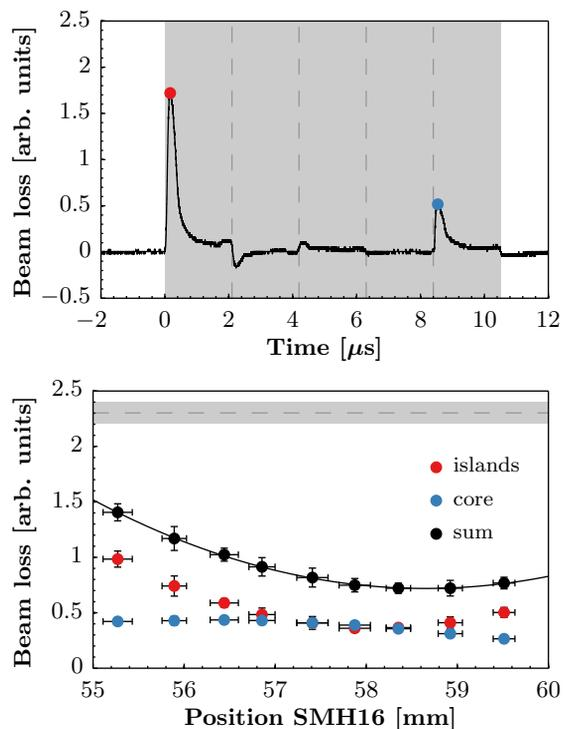 2.5
2
1.5
1
0.5
0
−0.5
Beam loss [arb. units]
−2 0 2 4 6 8 10 12
Time [μs]
2.5
2
1.5
1
0.5
0
Beam loss [arb. units]
islands
core
sum
55 56 57 58 59 60
Position SMH16 [mm]